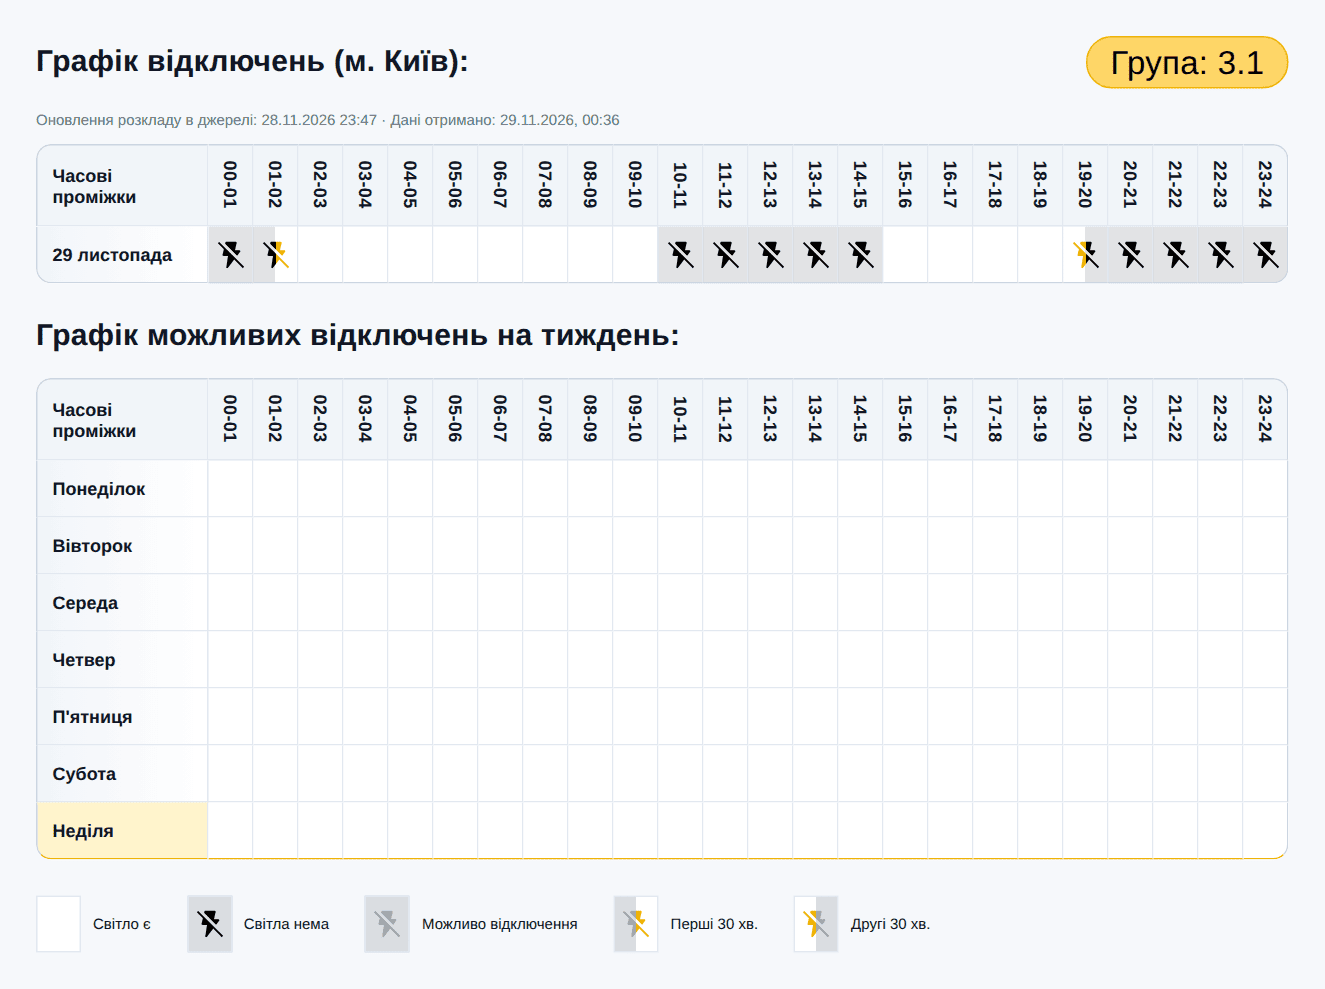 Графік відключень (м. Київ):
Група: 3.1
Оновлення розкладу в джерелі: 28.11.2026 23:47 · Дані отримано: 29.11.2026, 00:36
Часові проміжки 00-01 01-02 02-03 03-04 04-05 05-06 06-07 07-08 08-09 09-10 10-11 11-12 12-13 13-14 14-15 15-16 16-17 17-18 18-19 19-20 20-21 21-22 22-23 23-24
29 листопада
Графік можливих відключень на тиждень:
Часові проміжки 00-01 01-02 02-03 03-04 04-05 05-06 06-07 07-08 08-09 09-10 10-11 11-12 12-13 13-14 14-15 15-16 16-17 17-18 18-19 19-20 20-21 21-22 22-23 23-24
Понеділок
Вівторок
Середа
Четвер
П'ятниця
Субота
Неділя
Світло є Світла нема Можливо відключення Перші 30 хв. Другі 30 хв.